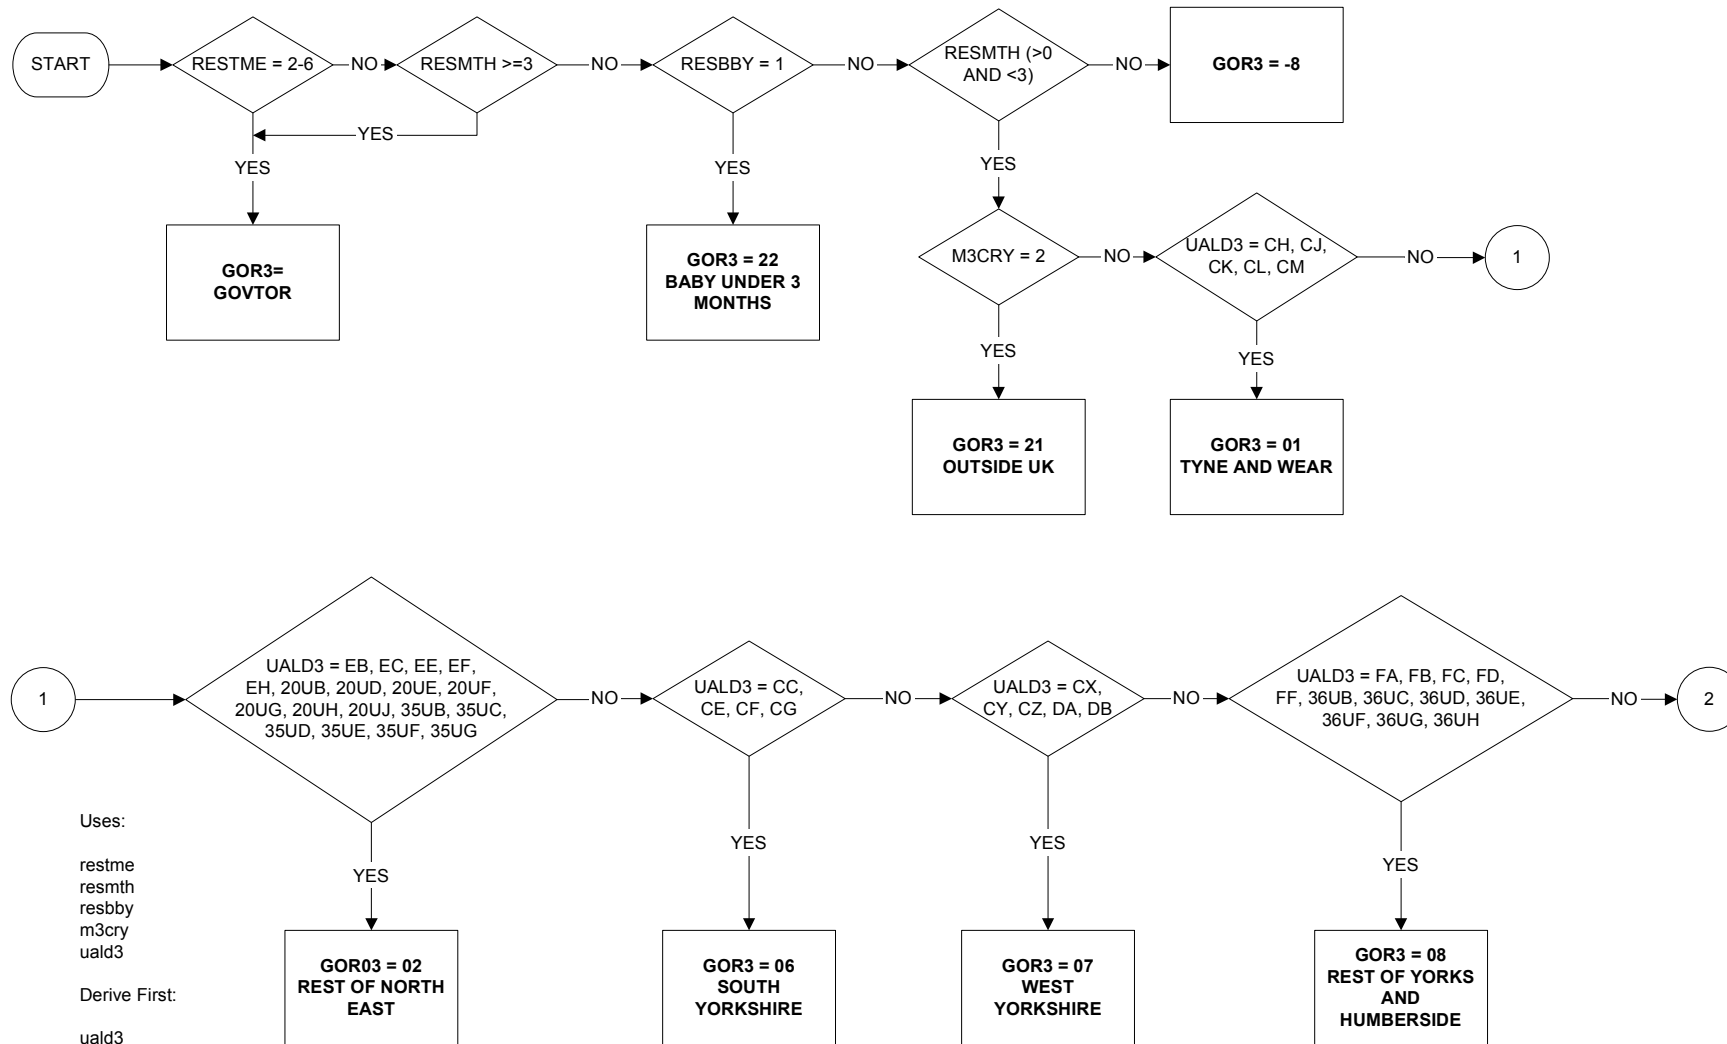 START
RESTME = 2-6
NO
RESMTH >=3
NO
RESBBY = 1
NO
RESMTH (>0
AND <3)
NO
GOR3 = -8
YES
YES
YES
YES
GOR3=
GOVTOR
GOR3 = 22
BABY UNDER 3
MONTHS
M3CRY = 2
NO
UALD3 = CH, CJ,
CK, CL, CM
NO
1
YES
YES
GOR3 = 21
OUTSIDE UK
GOR3 = 01
TYNE AND WEAR
1
UALD3 = EB, EC, EE, EF,
EH, 20UB, 20UD, 20UE, 20UF,
20UG, 20UH, 20UJ, 35UB, 35UC,
35UD, 35UE, 35UF, 35UG
NO
UALD3 = CC,
CE, CF, CG
NO
UALD3 = CX,
CY, CZ, DA, DB
NO
UALD3 = FA, FB, FC, FD,
FF, 36UB, 36UC, 36UD, 36UE,
36UF, 36UG, 36UH
NO
2
YES
YES
YES
YES
GOR03 = 02
REST OF NORTH
EAST
GOR3 = 06
SOUTH
YORKSHIRE
GOR3 = 07
WEST
YORKSHIRE
GOR3 = 08
REST OF YORKS
AND
HUMBERSIDE
Uses:
restme
resmth
resbby
m3cry
uald3
Derive First:
uald3